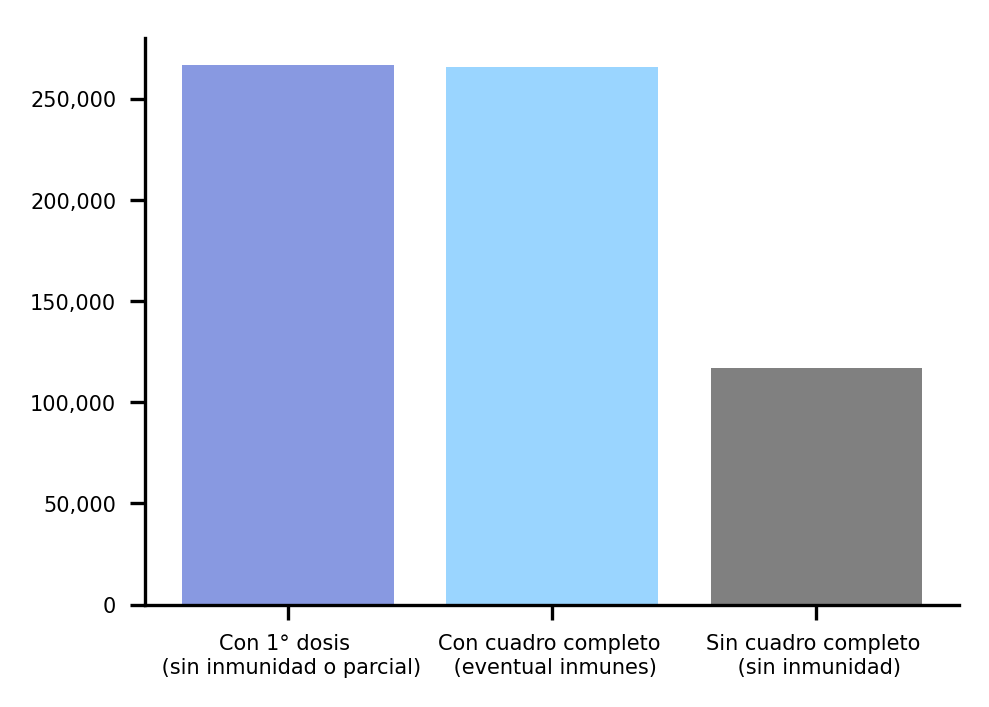 250,000
200,000
150,000
100,000
50,000
0
Con 1° dosis
(sin inmunidad o parcial)
Con cuadro completo
(eventual inmunes)
Sin cuadro completo
(sin inmunidad)